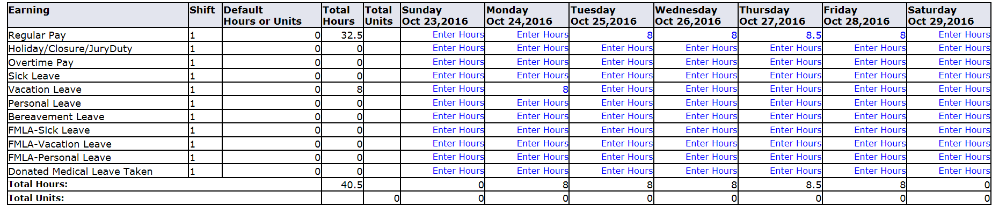 Earning Shift Default Hours or Units Total Hours Total Units Sunday Oct 23,2016 Monday Oct 24,2016 Tuesday Oct 25,2016 Wednesday Oct 26,2016 Thursday Oct 27,2016 Friday Oct 28,2016 Saturday Oct 29,2016
Regular Pay 1 0 32.5 Enter Hours Enter Hours 8 8 8.5 8 Enter Hours
Holiday/Closure/JuryDuty 1 0 0 Enter Hours Enter Hours Enter Hours Enter Hours Enter Hours Enter Hours Enter Hours
Overtime Pay 1 0 0 Enter Hours Enter Hours Enter Hours Enter Hours Enter Hours Enter Hours Enter Hours
Sick Leave 1 0 0 Enter Hours Enter Hours Enter Hours Enter Hours Enter Hours Enter Hours Enter Hours
Vacation Leave 1 0 8 Enter Hours 8 Enter Hours Enter Hours Enter Hours Enter Hours Enter Hours
Personal Leave 1 0 0 Enter Hours Enter Hours Enter Hours Enter Hours Enter Hours Enter Hours Enter Hours
Bereavement Leave 1 0 0 Enter Hours Enter Hours Enter Hours Enter Hours Enter Hours Enter Hours Enter Hours
FMLA-Sick Leave 1 0 0 Enter Hours Enter Hours Enter Hours Enter Hours Enter Hours Enter Hours Enter Hours
FMLA-Vacation Leave 1 0 0 Enter Hours Enter Hours Enter Hours Enter Hours Enter Hours Enter Hours Enter Hours
FMLA-Personal Leave 1 0 0 Enter Hours Enter Hours Enter Hours Enter Hours Enter Hours Enter Hours Enter Hours
Donated Medical Leave Taken 1 0 0 Enter Hours Enter Hours Enter Hours Enter Hours Enter Hours Enter Hours Enter Hours
Total Hours: 40.5 0 8 8 8 8.5 8 0
Total Units: 0 0 0 0 0 0 0 0